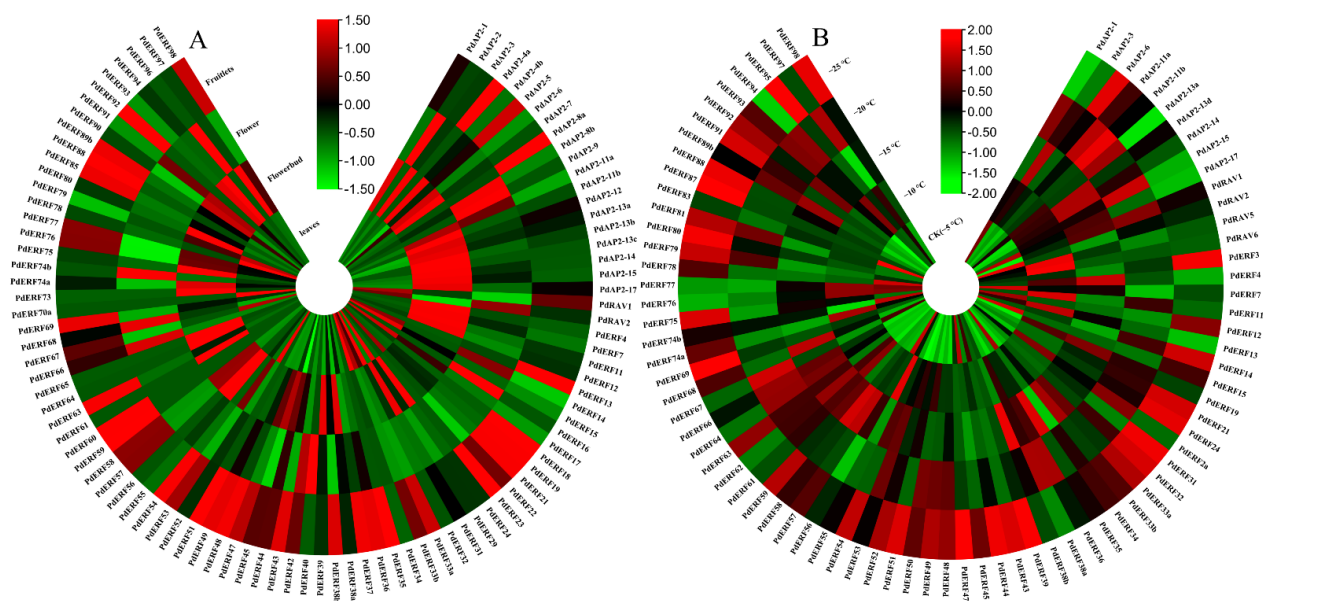 A
1.50
1.00
0.50
0.00
-0.50
-1.00
-1.50
Fruitlets
Flower
Flowerbud
leaves
PdAP2-1
PdAP2-2
PdAP2-3
PdAP2-4a
PdAP2-4b
PdAP2-5
PdAP2-6
PdAP2-7
PdAP2-8a
PdAP2-8b
PdAP2-9
PdAP2-11a
PdAP2-11b
PdAP2-12
PdAP2-13a
PdAP2-13b
PdAP2-13c
PdAP2-14
PdAP2-15
PdAP2-17
PdRAV1
PdRAV2
PdERF4
PdERF7
PdERF11
PdERF12
PdERF13
PdERF14
PdERF15
PdERF16
PdERF17
PdERF18
PdERF19
PdERF21
PdERF22
PdERF23
PdERF24
PdERF29
PdERF31
PdERF32
PdERF33a
PdERF33b
PdERF34
PdERF35
PdERF36
PdERF37
PdERF38a
PdERF38b
PdERF39
PdERF40
PdERF42
PdERF43
PdERF44
PdERF45
PdERF47
PdERF48
PdERF49
PdERF51
PdERF52
PdERF53
PdERF54
PdERF55
PdERF56
PdERF57
PdERF58
PdERF59
PdERF60
PdERF61
PdERF63
PdERF64
PdERF65
PdERF66
PdERF67
PdERF68
PdERF69
PdERF70a
PdERF73
PdERF74a
PdERF74b
PdERF75
PdERF76
PdERF77
PdERF78
PdERF79
PdERF80
PdERF85
PdERF88
PdERF89b
PdERF90
PdERF91
PdERF92
PdERF93
PdERF94
PdERF96
PdERF97
PdERF98
B
2.00
1.50
1.00
0.50
0.00
-0.50
-1.00
-1.50
-2.00
−25 °C
−20 °C
−15 °C
−10 °C
CK(−5 °C)
PdAP2-1
PdAP2-3
PdAP2-6
PdAP2-11a
PdAP2-11b
PdAP2-13a
PdAP2-13d
PdAP2-14
PdAP2-15
PdAP2-17
PdRAV1
PdRAV2
PdRAV5
PdRAV6
PdERF3
PdERF4
PdERF7
PdERF11
PdERF12
PdERF13
PdERF14
PdERF15
PdERF19
PdERF21
PdERF24
PdERF2a
PdERF31
PdERF32
PdERF33a
PdERF33b
PdERF34
PdERF35
PdERF36
PdERF38a
PdERF38b
PdERF39
PdERF43
PdERF44
PdERF45
PdERF47
PdERF48
PdERF49
PdERF50
PdERF51
PdERF52
PdERF53
PdERF54
PdERF55
PdERF56
PdERF57
PdERF58
PdERF59
PdERF61
PdERF62
PdERF63
PdERF64
PdERF66
PdERF67
PdERF68
PdERF69
PdERF74a
PdERF74b
PdERF75
PdERF76
PdERF77
PdERF78
PdERF79
PdERF80
PdERF81
PdERF83
PdERF87
PdERF88
PdERF89b
PdERF91
PdERF92
PdERF93
PdERF94
PdERF95
PdERF97
PdERF98